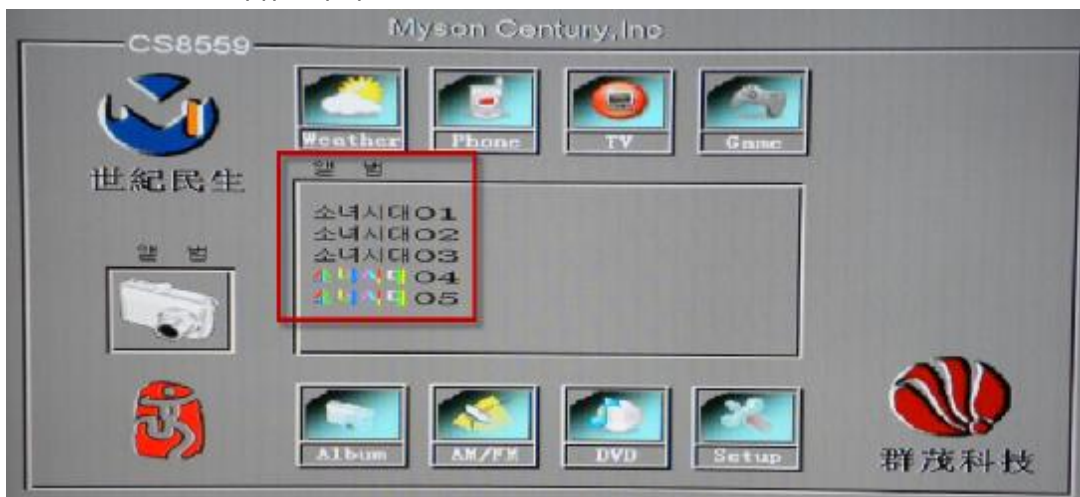 Myson Century,Inc
CS8559
世紀民生
Weather
Phone
TV
Game
앨 범
소녀시대01
소녀시대02
소녀시대03
소녀시대04
소녀시대05
앨 범
Album
AM/FM
DVD
Setup
群茂科技